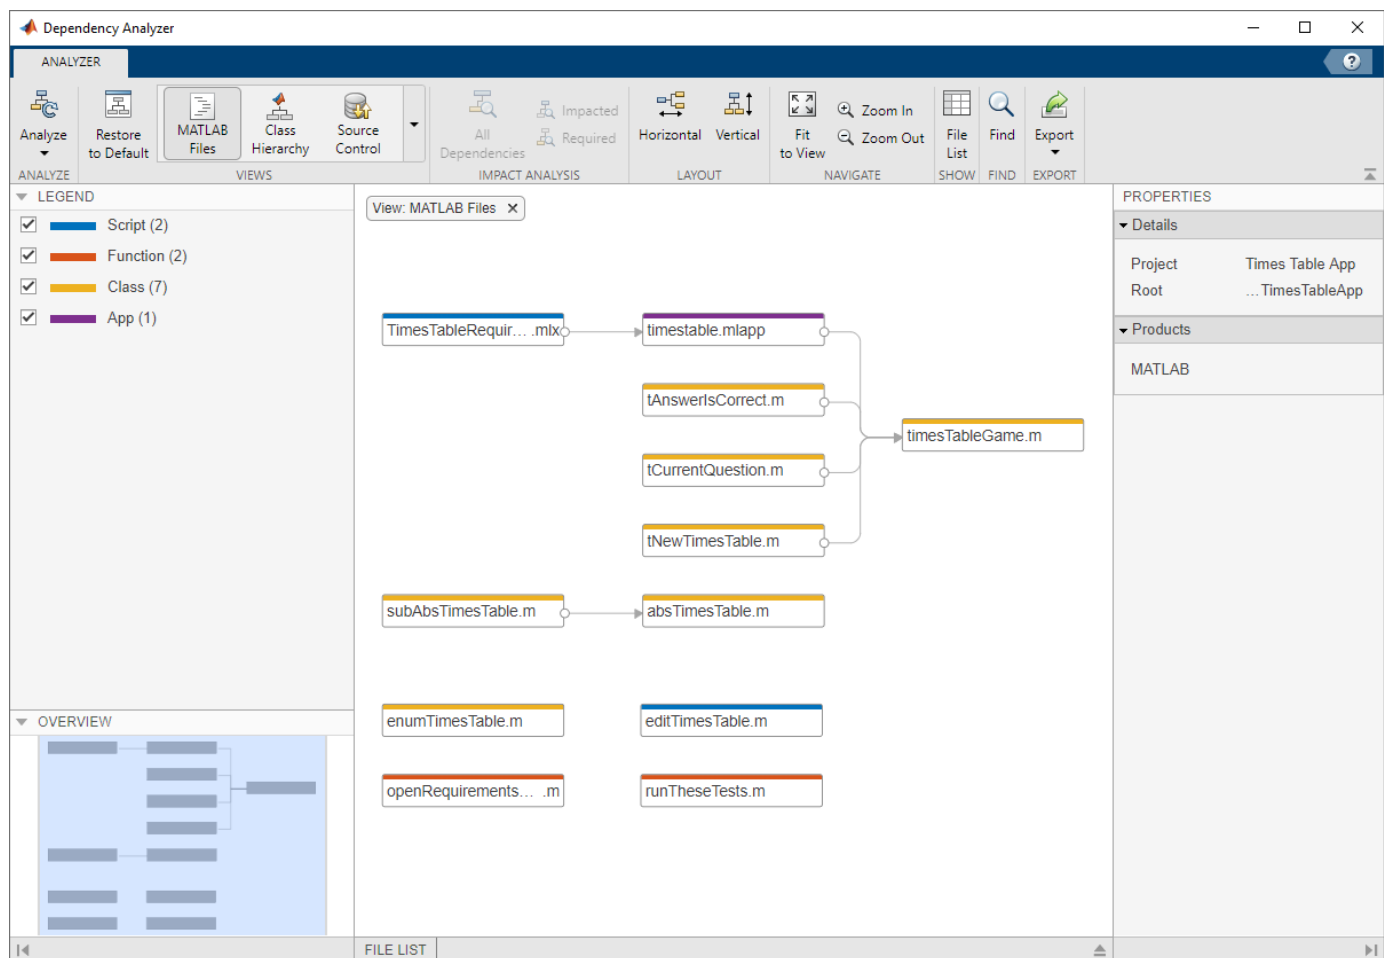 Dependency Analyzer
ANALYZER
?
Analyze
Restore
to Default
MATLAB
Files
Class
Hierarchy
Source
Control
All
Dependencies
Impacted
Required
Horizontal
Vertical
Fit
to View
Zoom In
Zoom Out
File
List
Find
Export
ANALYZE
VIEWS
IMPACT ANALYSIS
LAYOUT
NAVIGATE
SHOW
FIND
EXPORT
LEGEND
Script (2)
Function (2)
Class (7)
App (1)
OVERVIEW
View: MATLAB Files
TimesTableRequir... .mlx
timestable.mlapp
tAnswerIsCorrect.m
timesTableGame.m
tCurrentQuestion.m
tNewTimesTable.m
subAbsTimesTable.m
absTimesTable.m
enumTimesTable.m
editTimesTable.m
openRequirements... .m
runTheseTests.m
FILE LIST
PROPERTIES
Details
Project Times Table App
Root ...TimesTableApp
Products
MATLAB